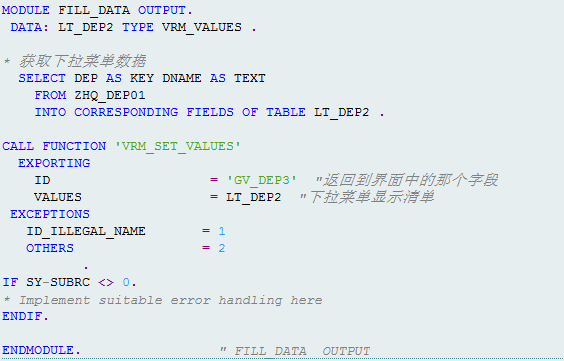 MODULE FILL_DATA OUTPUT.
DATA: LT_DEP2 TYPE VRM_VALUES .
* 获取下拉菜单数据
SELECT DEP AS KEY DNAME AS TEXT
FROM ZHQ_DEP01
INTO CORRESPONDING FIELDS OF TABLE LT_DEP2 .
CALL FUNCTION 'VRM_SET_VALUES'
EXPORTING
ID = 'GV_DEP3' "返回到界面中的那个字段
VALUES = LT_DEP2 "下拉菜单显示清单
EXCEPTIONS
ID_ILLEGAL_NAME = 1
OTHERS = 2
.
IF SY-SUBRC <> 0.
* Implement suitable error handling here
ENDIF.
ENDMODULE. " FILL_DATA OUTPUT